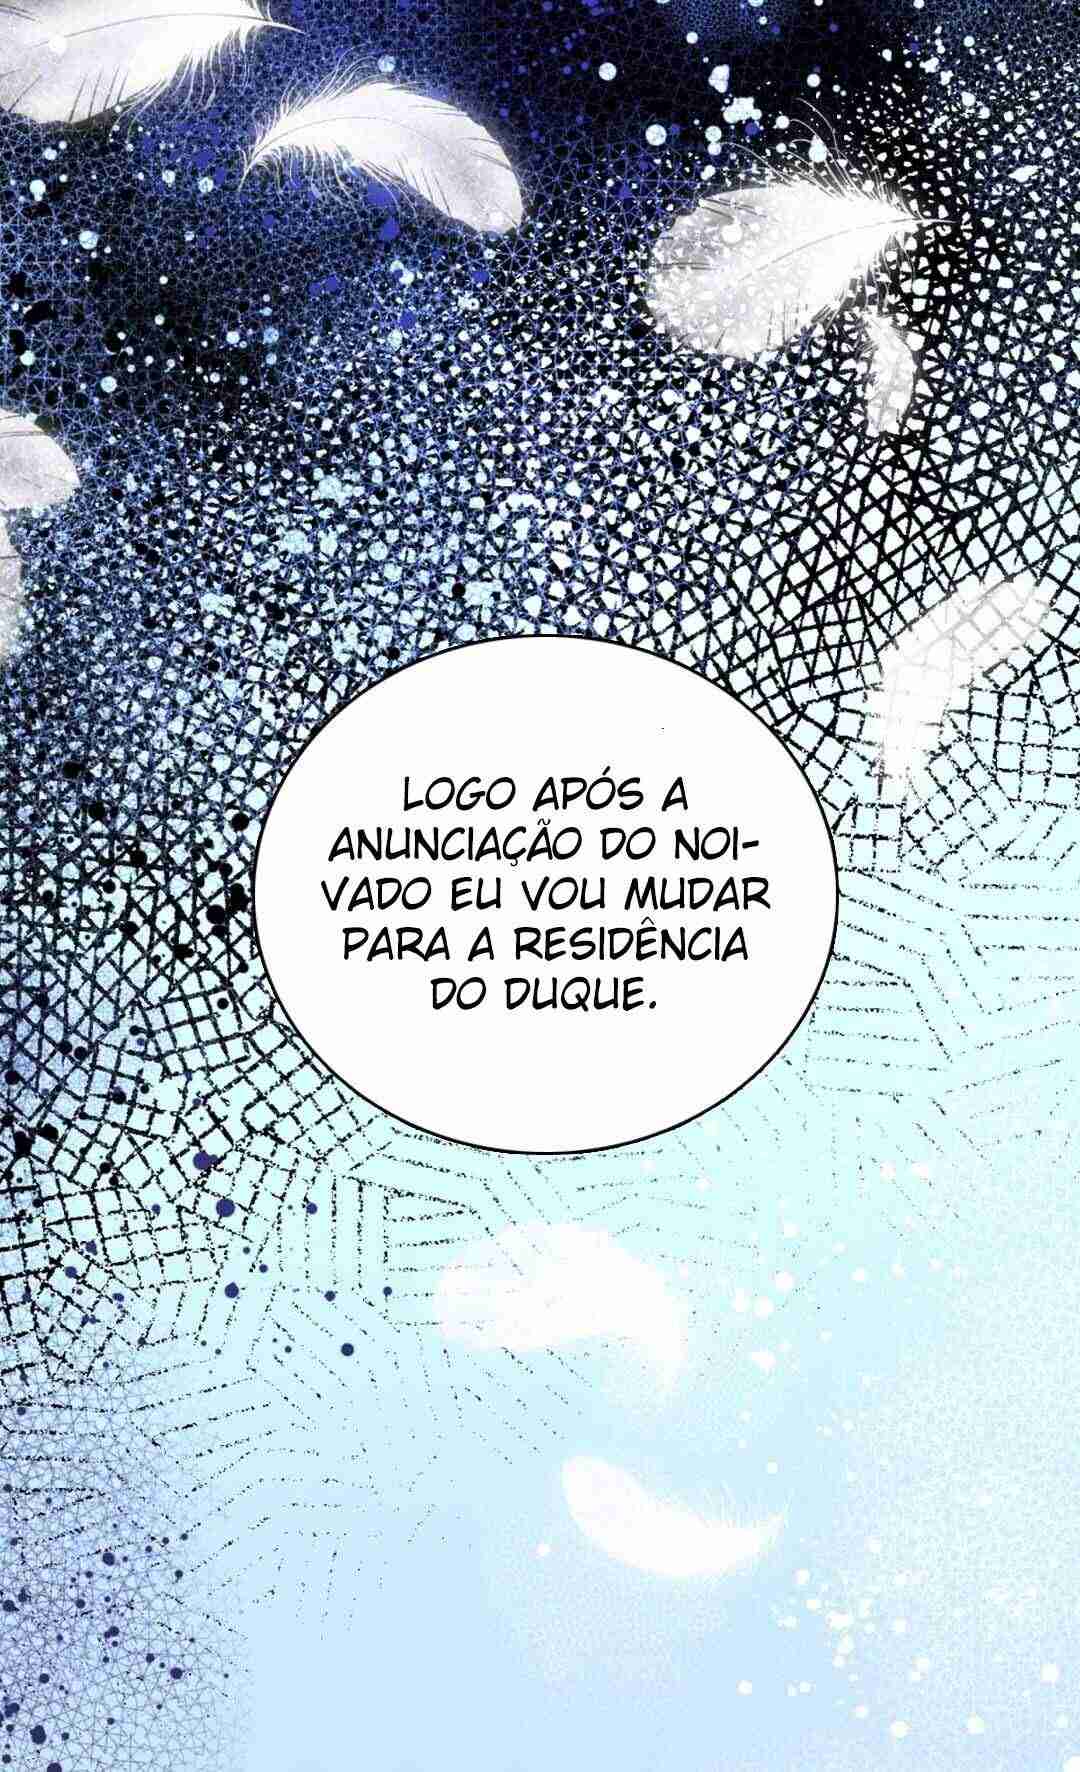 LOGO APÓS A
ANUNCIAÇÃO DO NOI-
VADO EU VOU MUDAR
PARA A RESIDÊNCIA
DO DUQUE.